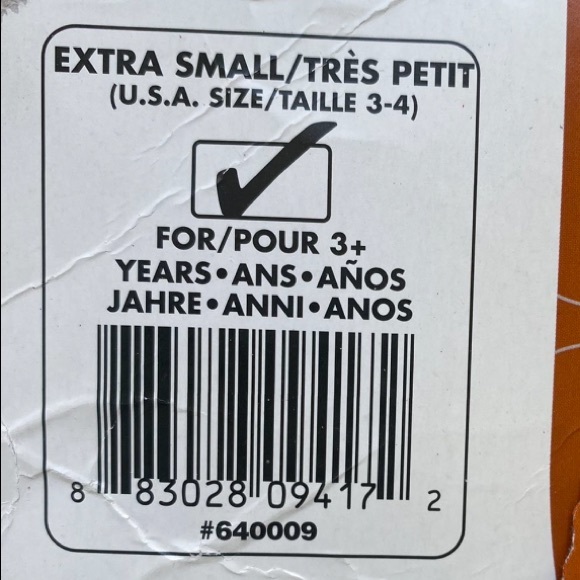 EXTRA SMALL/TRÈS PETIT
(U.S.A. SIZE/TAILLE 3-4)
FOR/POUR 3+
YEARS•ANS•AÑOS
JAHRE•ANNI•ANOS
8 83028 09417 2
#640009